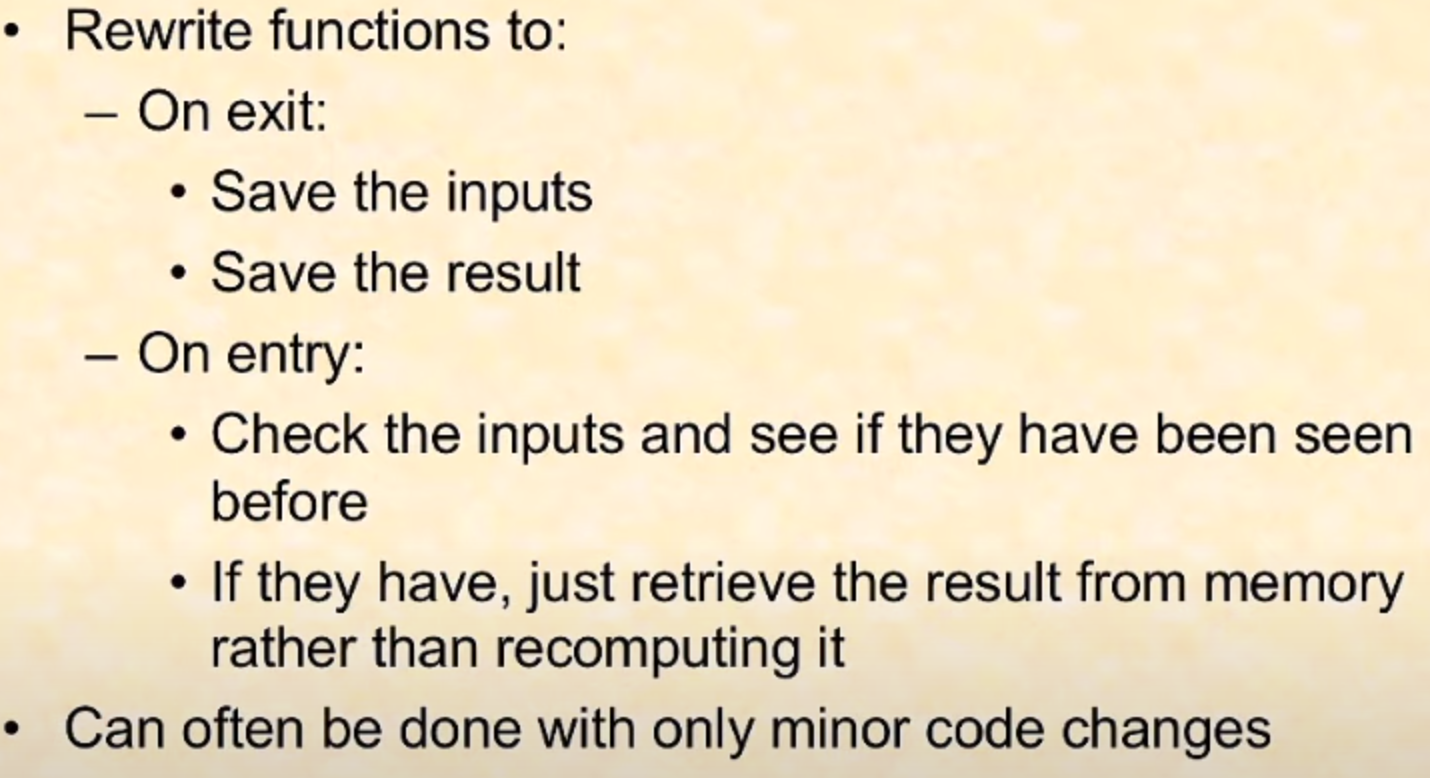 • Rewrite functions to:
– On exit:
• Save the inputs
• Save the result
– On entry:
• Check the inputs and see if they have been seen
before
• If they have, just retrieve the result from memory
rather than recomputing it
• Can often be done with only minor code changes